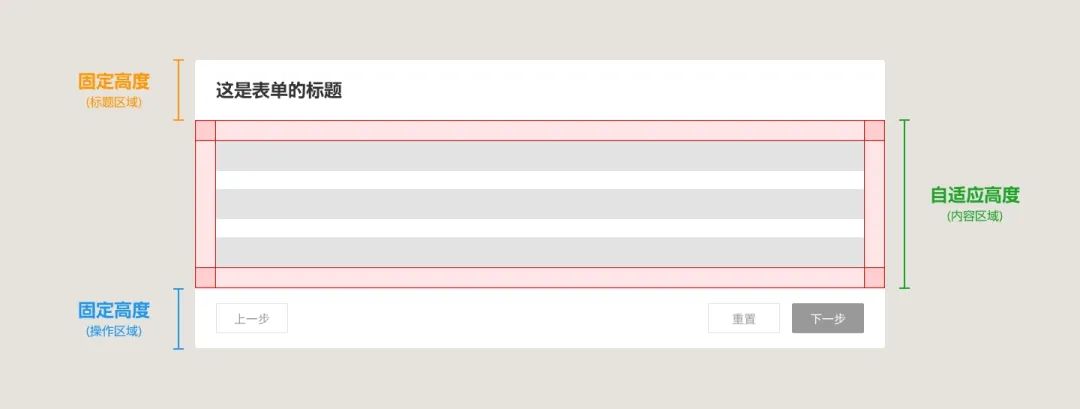 固定高度
(标题区域)
这是表单的标题
自适应高度
(内容区域)
固定高度
(操作区域)
上一步
重置
下一步